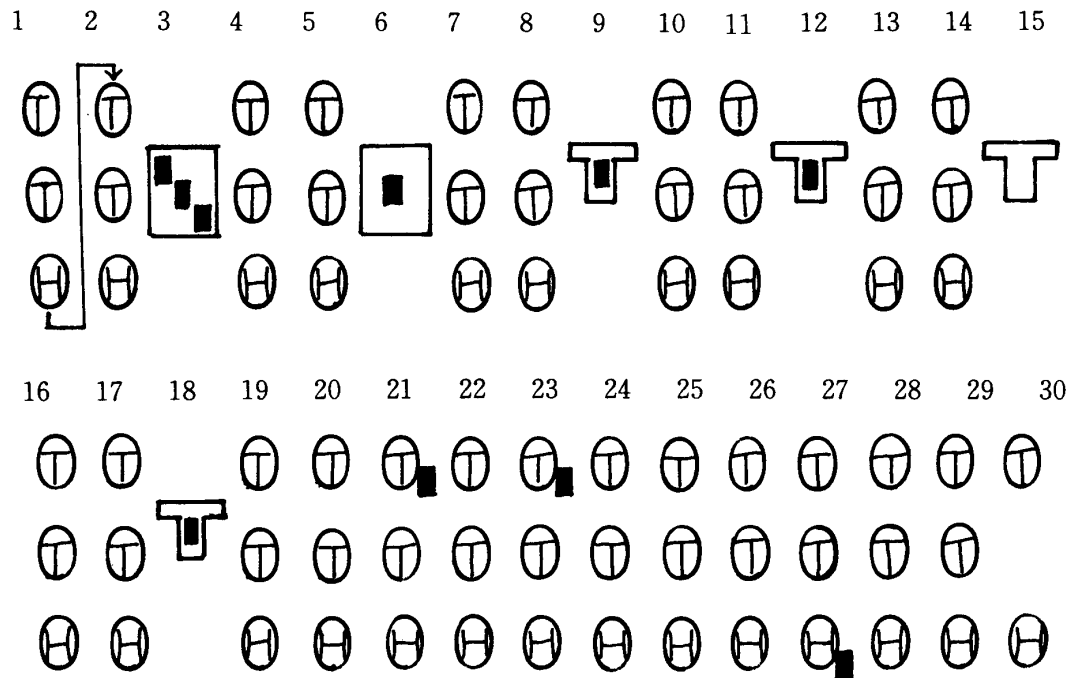 1 2 3 4 5 6 7 8 9 10 11 12 13 14 15
T T T T T T T T T T
T T T T T T T T T T
H H H H H H H H H H
16 17 18 19 20 21 22 23 24 25 26 27 28 29 30
T T T T T T T T T T T T T T
T T T T T T T T T T T T T
H H H H H H H H H H H H H H